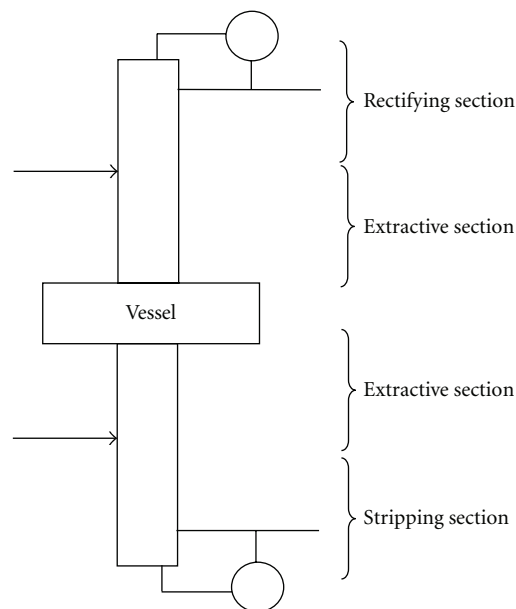 Rectifying section
Extractive section
Vessel
Extractive section
Stripping section